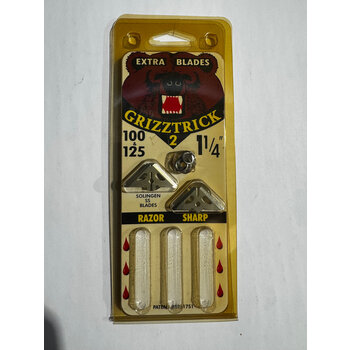 EXTRA BLADES
GRIZZTRICK
2
100
&
125
1 1/4"
SOLINGEN
SS
BLADES
RAZOR SHARP